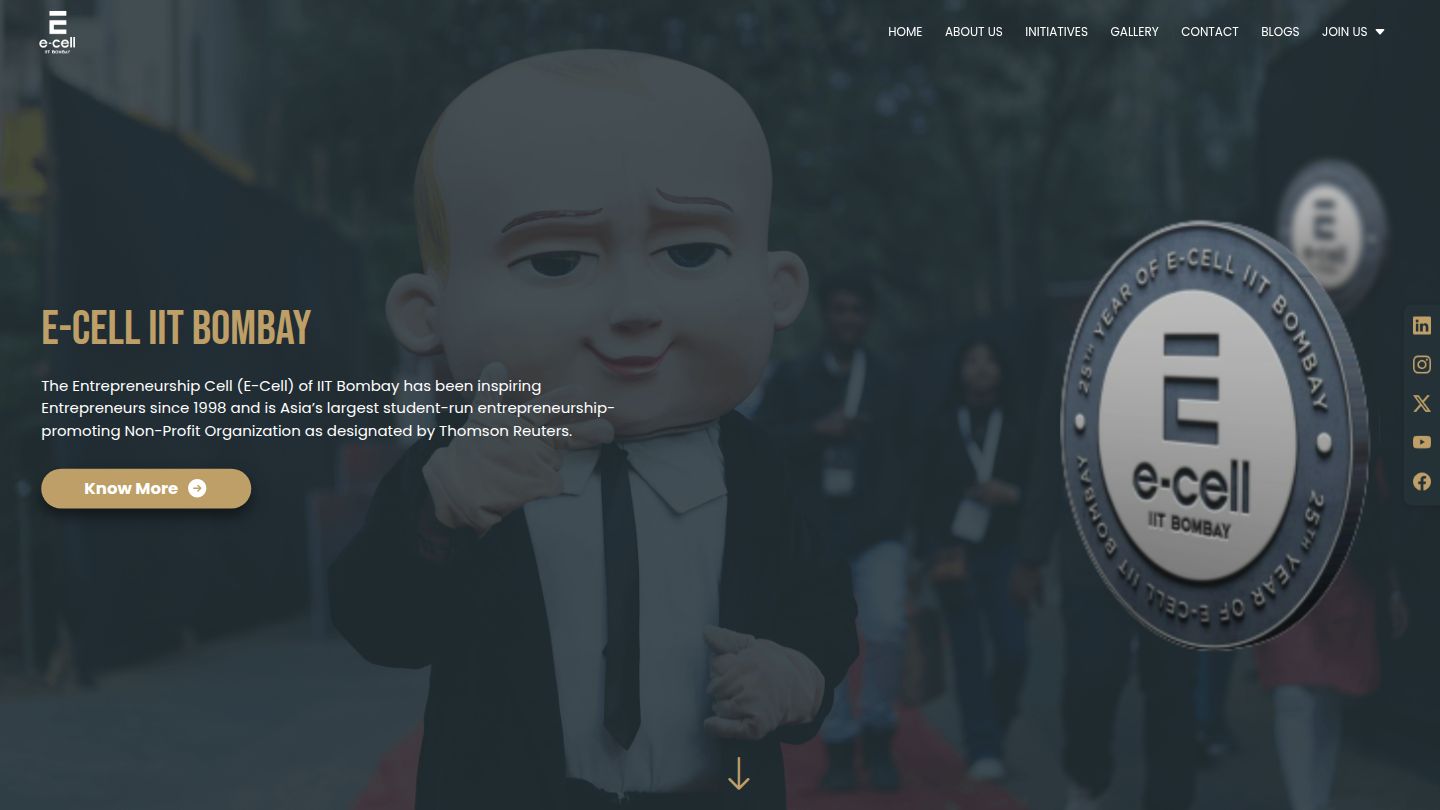 E
e-cell
IIT BOMBAY
HOME ABOUT US INITIATIVES GALLERY CONTACT BLOGS JOIN US
E-CELL IIT BOMBAY
The Entrepreneurship Cell (E-Cell) of IIT Bombay has been inspiring
Entrepreneurs since 1998 and is Asia’s largest student-run entrepreneurship-
promoting Non-Profit Organization as designated by Thomson Reuters.
Know More
25TH YEAR OF E-CELL IIT BOMBAY
E
e-cell
IIT BOMBAY
25TH YEAR OF E-CELL IIT BOMBAY
E
e-cell